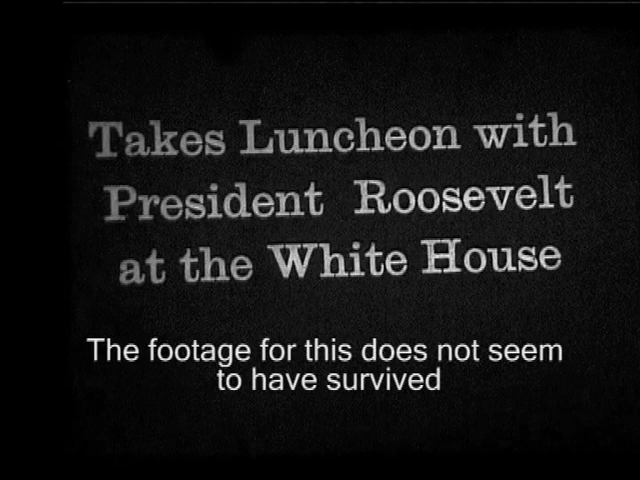 Takes Luncheon with
President Roosevelt
at the White House
The footage for this does not seem
to have survived